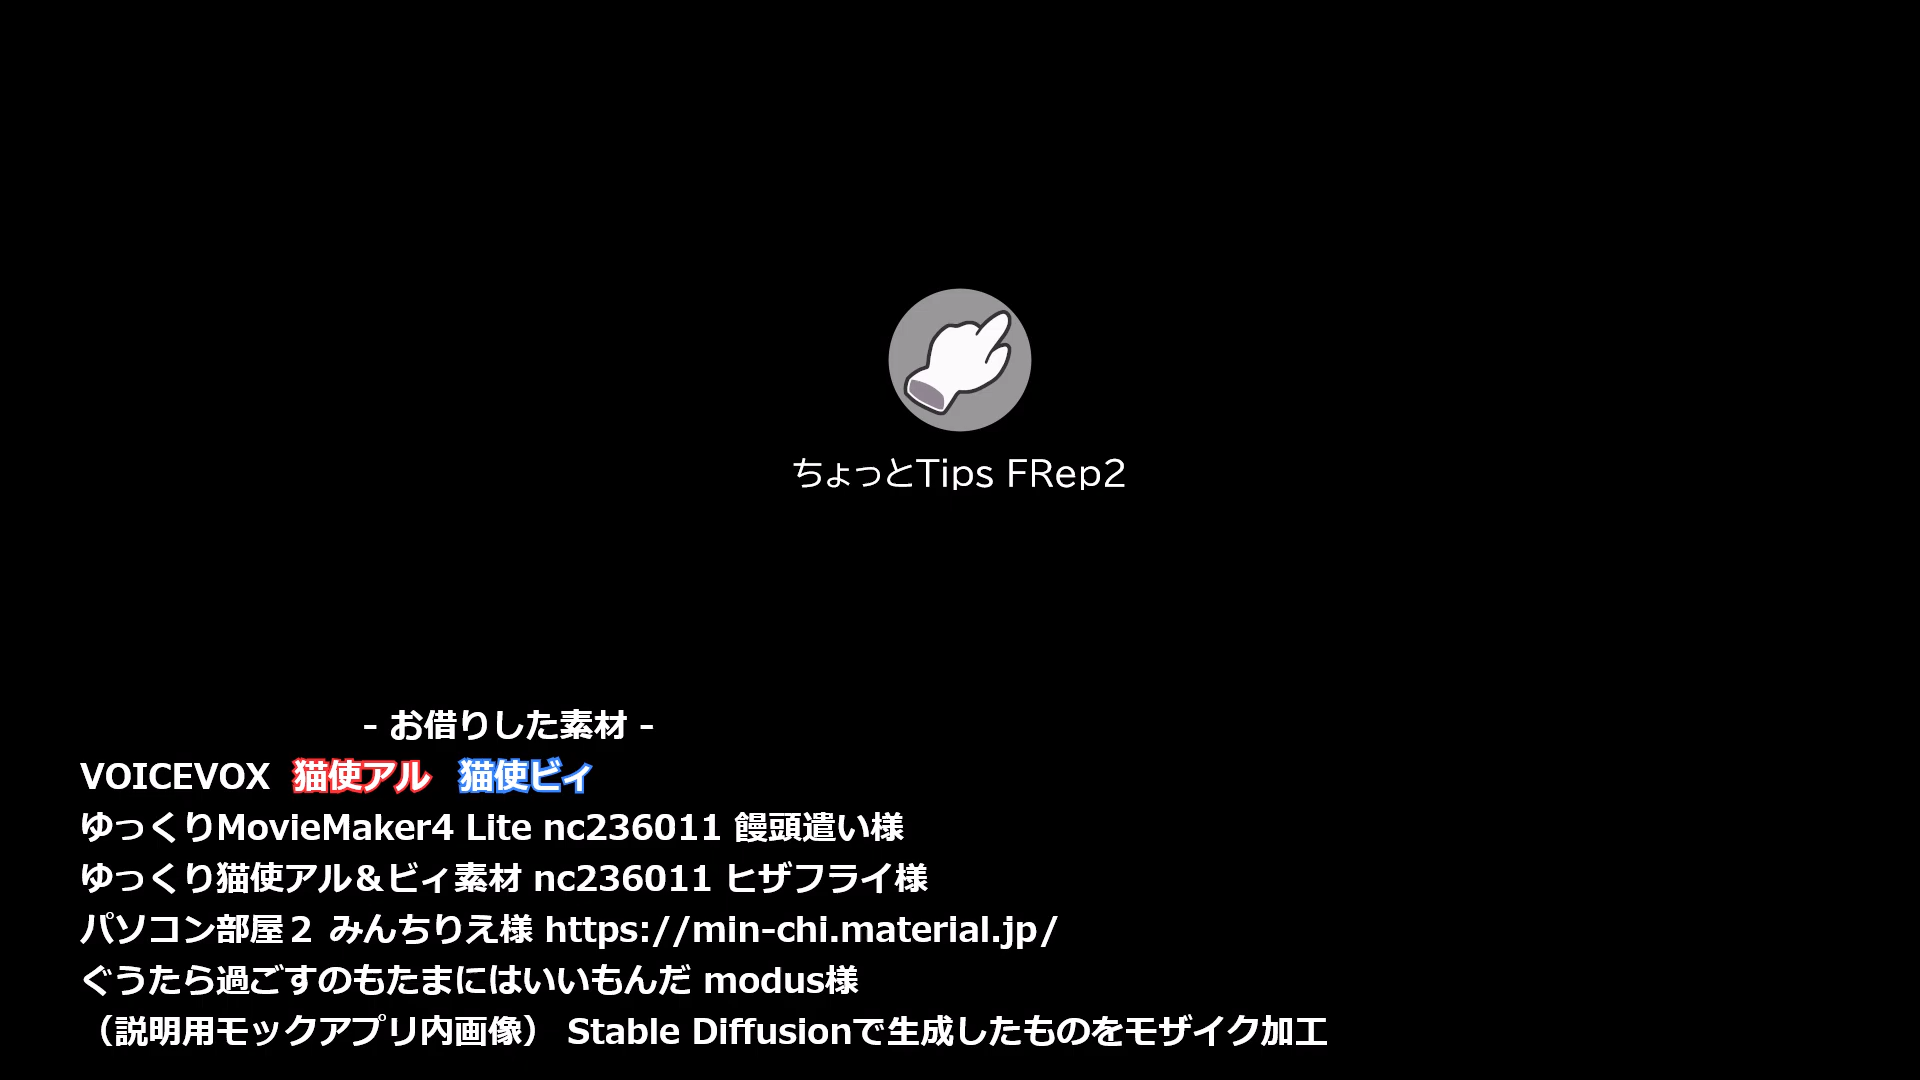 ちょっとTips FRep2
- お借りした素材 -
VOICEVOX 猫使アル 猫使ビィ
ゆっくりMovieMaker4 Lite nc236011 饅頭遣い様
ゆっくり猫使アル＆ビィ素材 nc236011 ヒザフライ様
パソコン部屋２ みんちりえ様 https://min-chi.material.jp/
ぐうたら過ごすのもたまにはいいもんだ modus様
（説明用モックアプリ内画像） Stable Diffusionで生成したものをモザイク加工